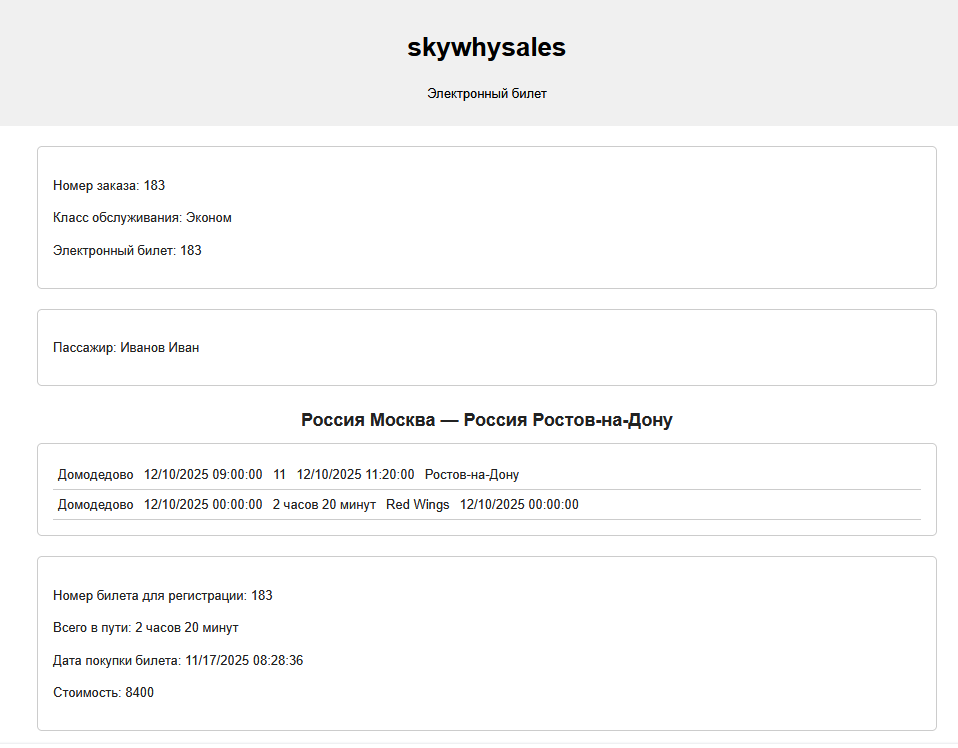 skywhysales
Электронный билет
Номер заказа: 183
Класс обслуживания: Эконом
Электронный билет: 183
Пассажир: Иванов Иван
Россия Москва — Россия Ростов-на-Дону
Домодедово 12/10/2025 09:00:00 11 12/10/2025 11:20:00 Ростов-на-Дону
Домодедово 12/10/2025 00:00:00 2 часов 20 минут Red Wings 12/10/2025 00:00:00
Номер билета для регистрации: 183
Всего в пути: 2 часов 20 минут
Дата покупки билета: 11/17/2025 08:28:36
Стоимость: 8400